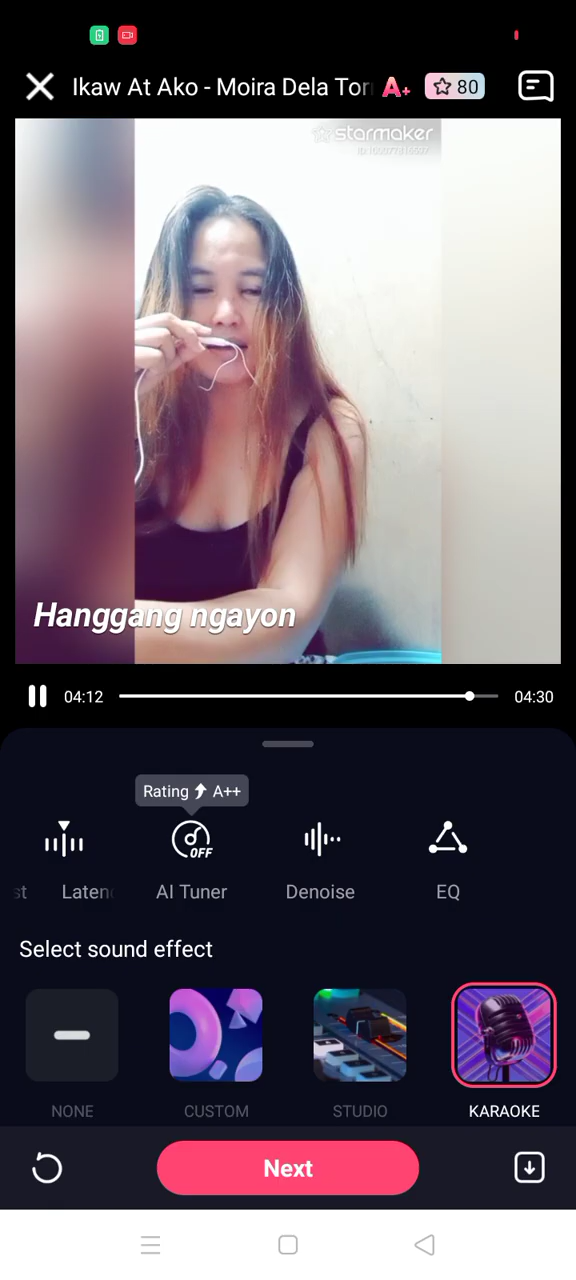 Ikaw At Ako - Moira Dela Tor
A+
80
starmaker
Hanggang ngayon
04:12
04:30
Rating A++
st
Laten
OFF
AI Tuner
Denoise
EQ
Select sound effect
NONE
CUSTOM
STUDIO
KARAOKE
Next